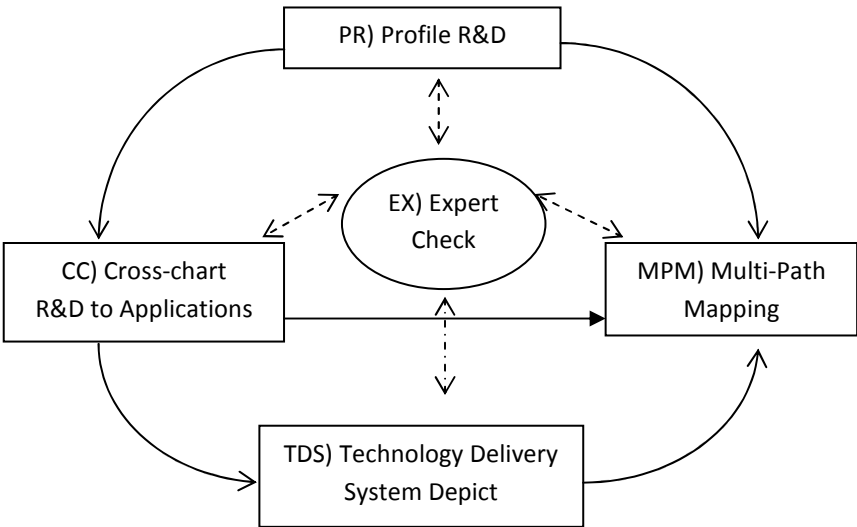 PR) Profile R&D
EX) Expert
Check
CC) Cross-chart
R&D to Applications
MPM) Multi-Path
Mapping
TDS) Technology Delivery
System Depict